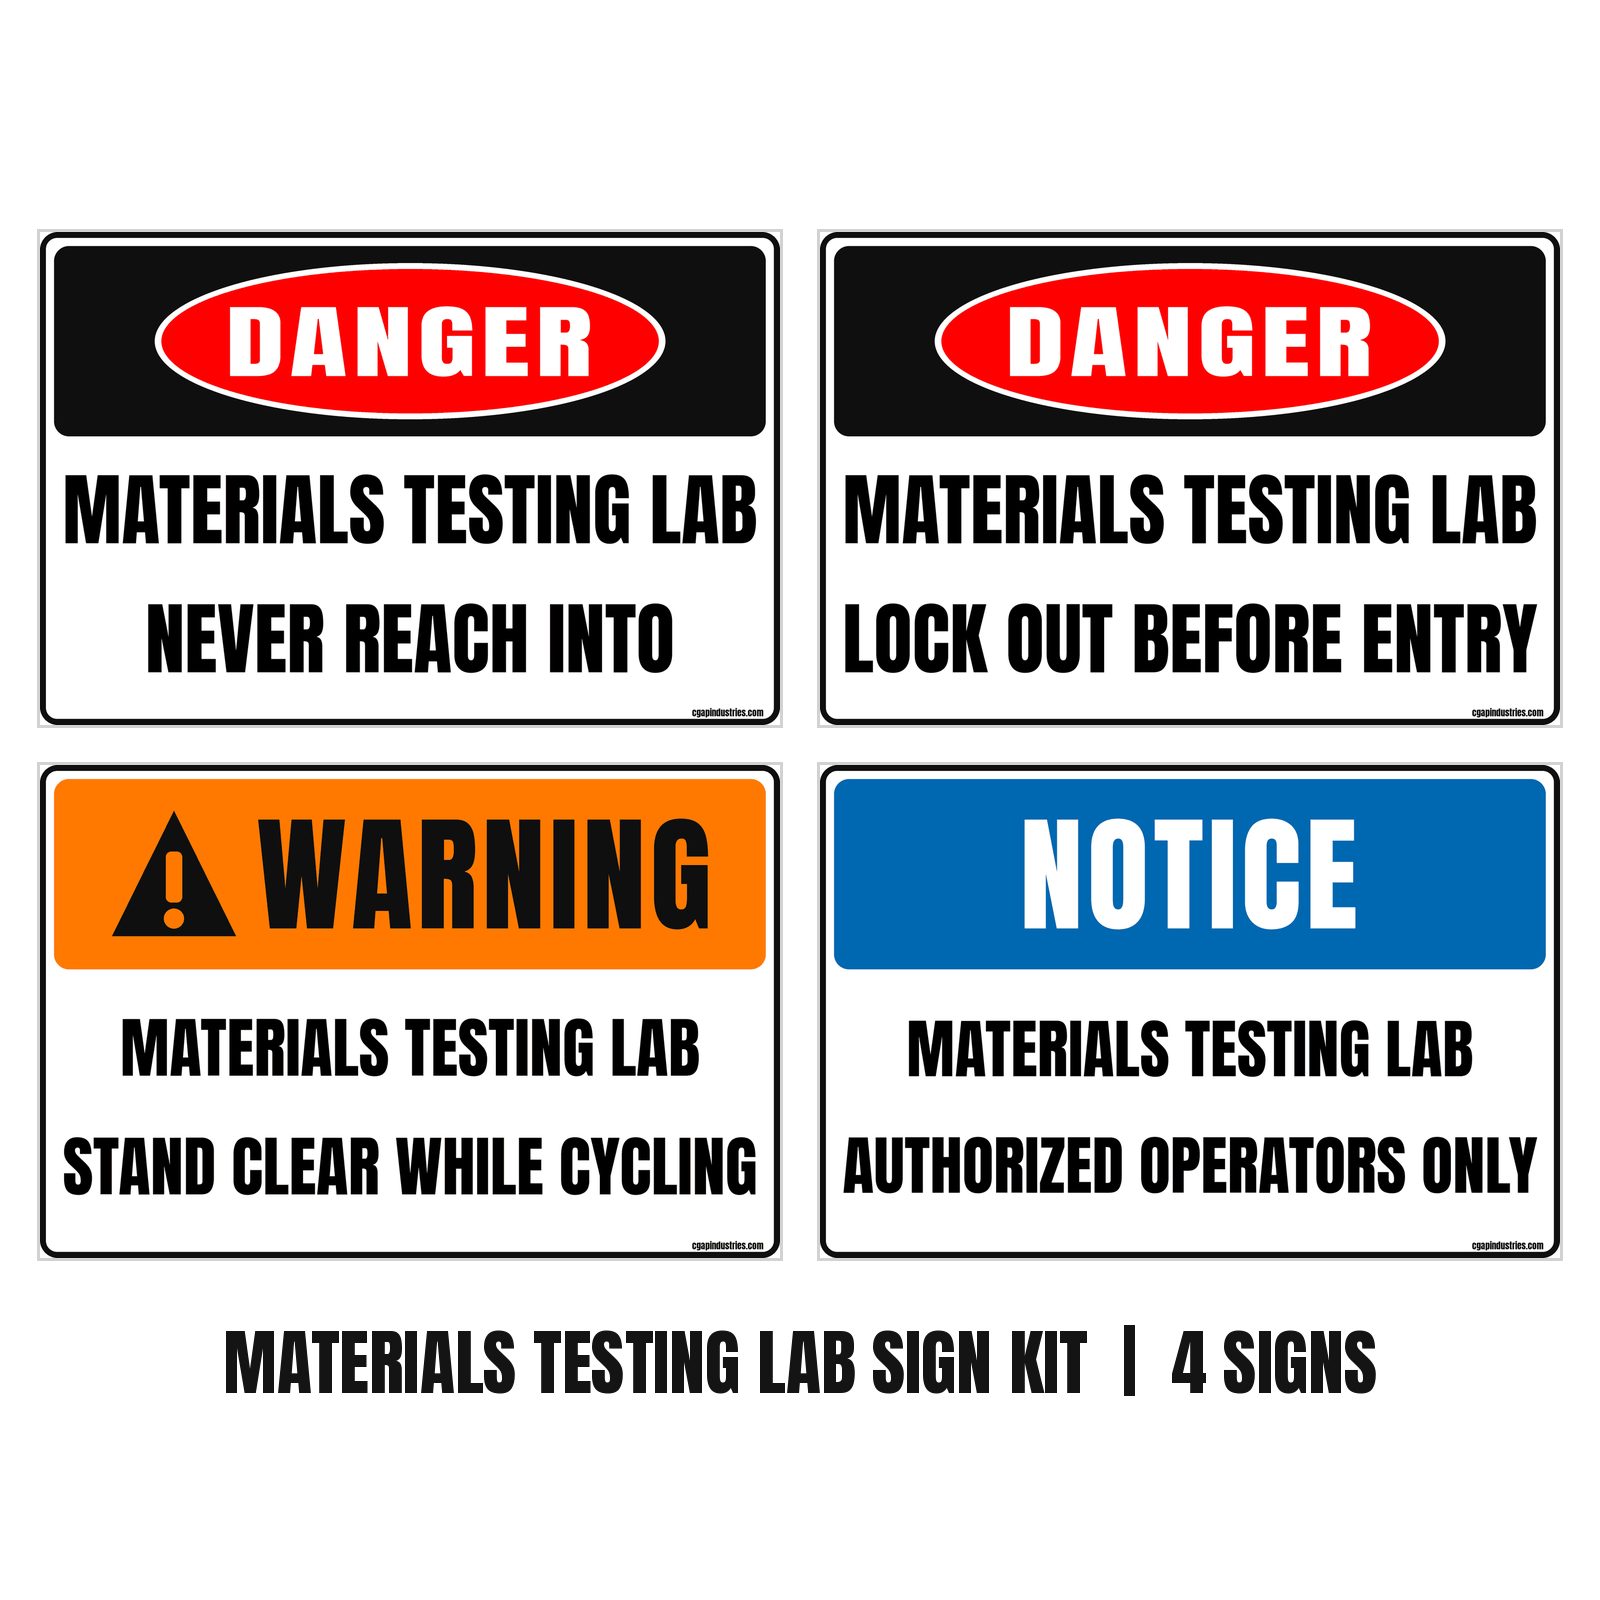 DANGER
MATERIALS TESTING LAB
NEVER REACH INTO
cgapindustries.com
DANGER
MATERIALS TESTING LAB
LOCK OUT BEFORE ENTRY
cgapindustries.com
WARNING
MATERIALS TESTING LAB
STAND CLEAR WHILE CYCLING
cgapindustries.com
NOTICE
MATERIALS TESTING LAB
AUTHORIZED OPERATORS ONLY
cgapindustries.com
MATERIALS TESTING LAB SIGN KIT | 4 SIGNS